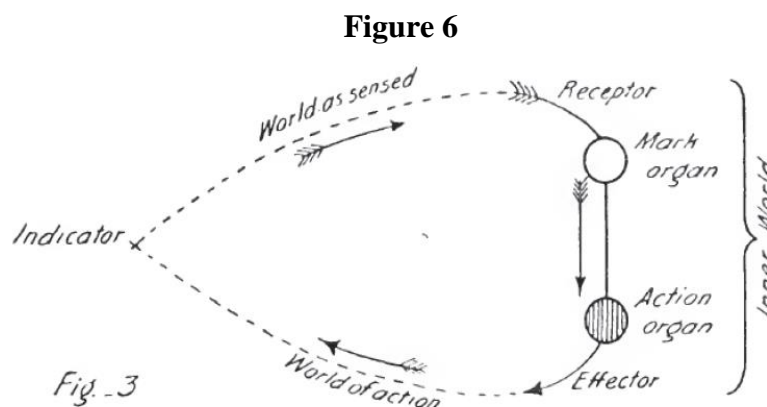 Figure 6
World as sensed
Receptor
Mark
organ
Indicator
Inner World
Action
organ
World of action
Effector
Fig. 3